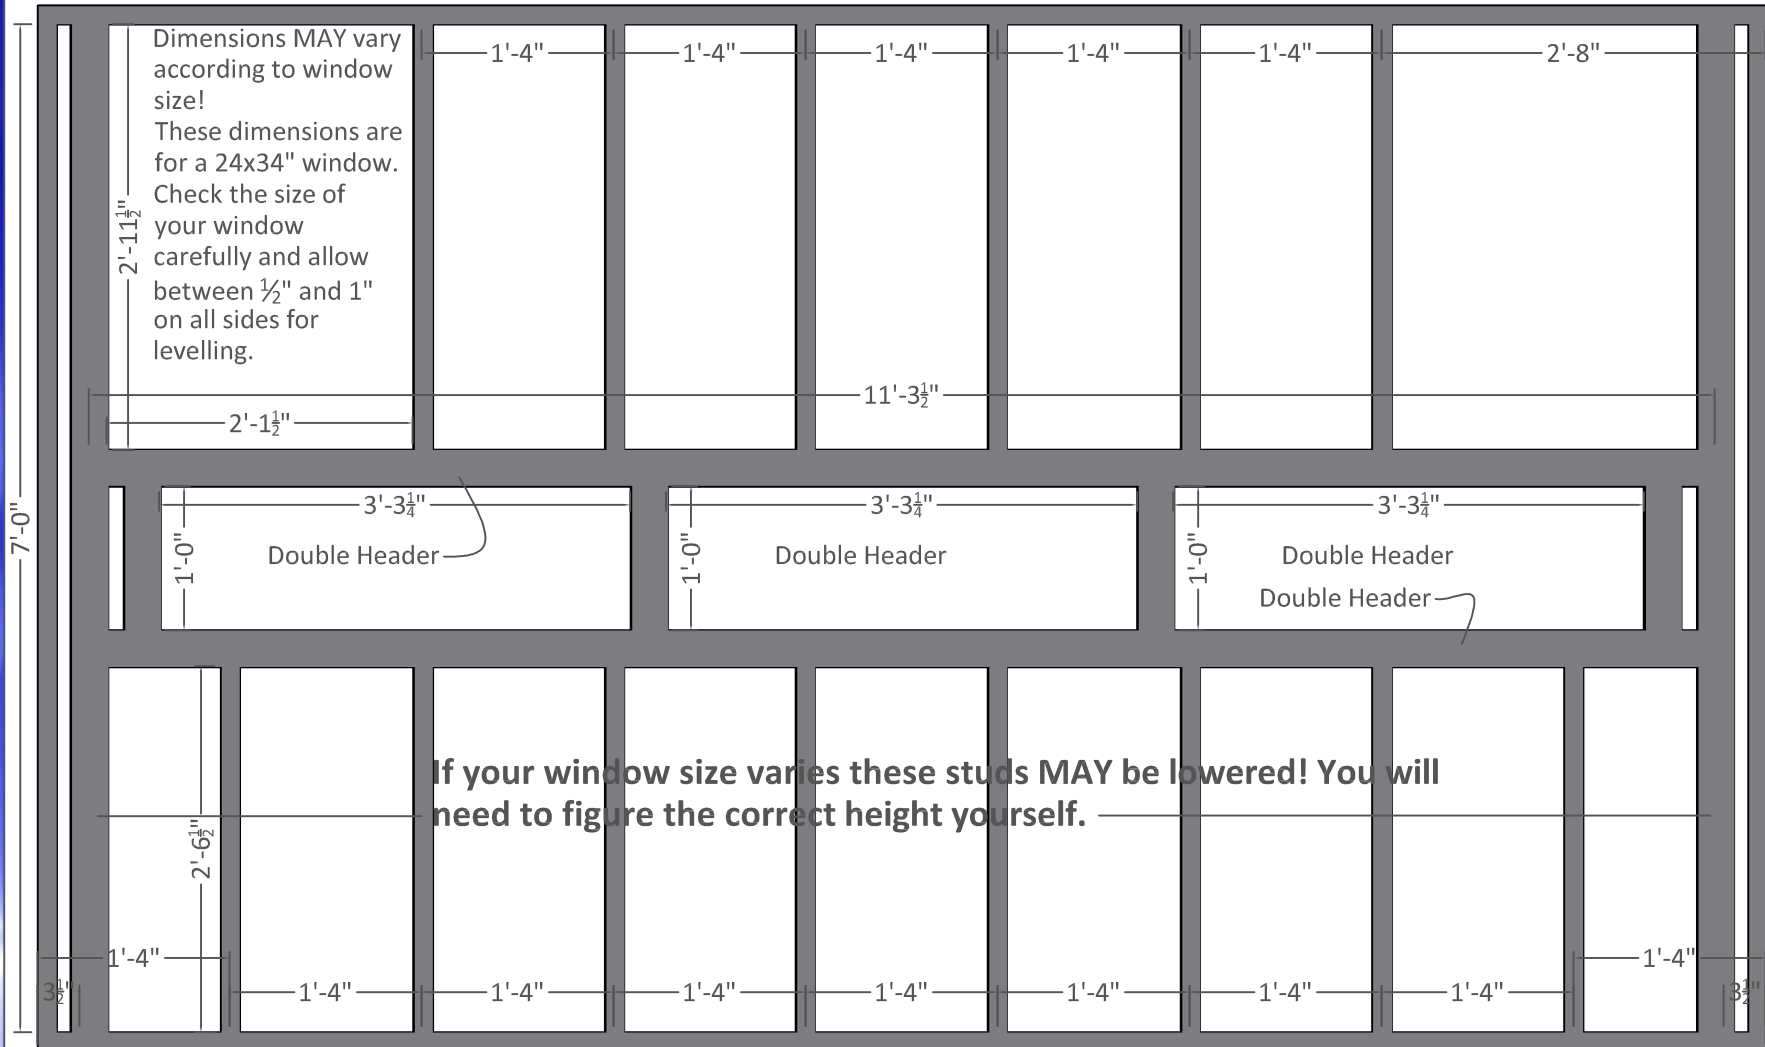 Dimensions MAY vary
according to window
size!
These dimensions are
for a 24x34" window.
Check the size of
your window
carefully and allow
between ½" and 1"
on all sides for
levelling.
1'-4"
1'-4"
1'-4"
1'-4"
1'-4"
2'-8"
2'-11½"
11'-3½"
2'-1½"
7'-0"
3'-3¼"
3'-3¼"
3'-3¼"
1'-0"
Double Header
1'-0"
Double Header
1'-0"
Double Header
Double Header
If your window size varies these studs MAY be lowered! You will
need to figure the correct height yourself.
2'-6½"
1'-4"
1'-4"
3½"
1'-4"
1'-4"
1'-4"
1'-4"
1'-4"
1'-4"
1'-4"
3½"